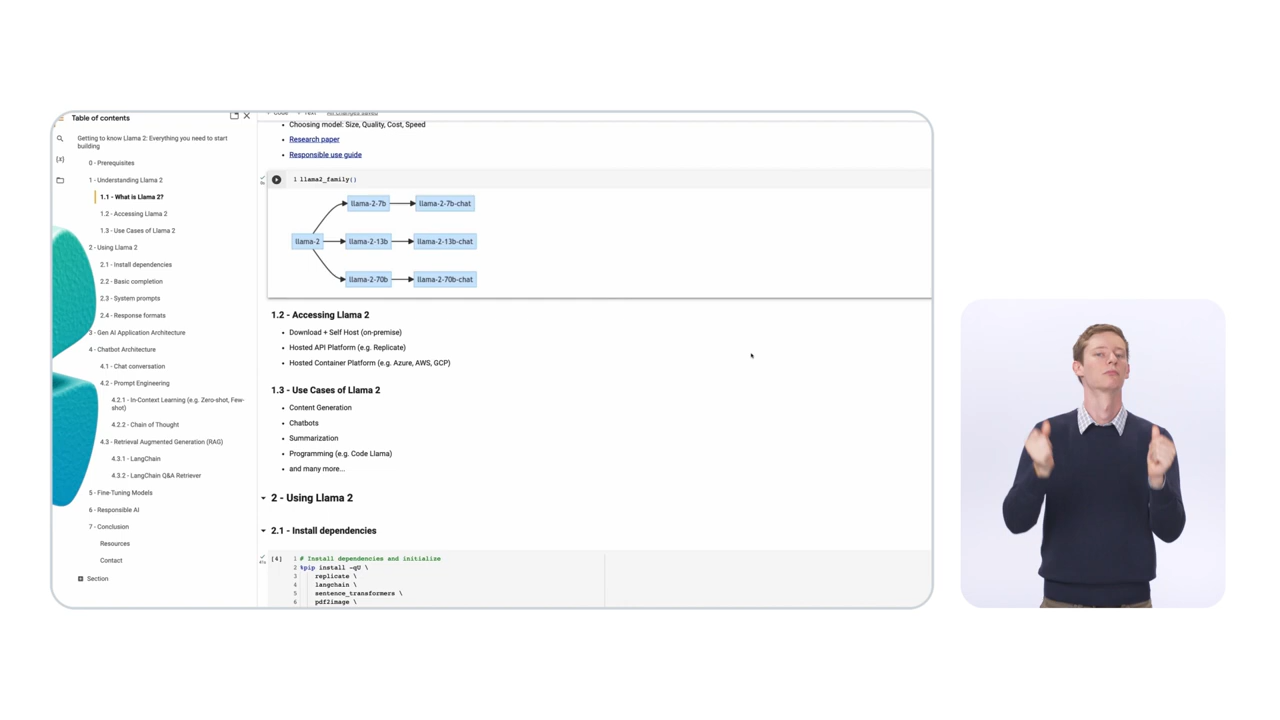 Table of contents
Getting to know Llama 2: Everything you need to start
building
0 - Prerequisites
1 - Understanding Llama 2
1.1 - What is Llama 2?
1.2 - Accessing Llama 2
1.3 - Use Cases of Llama 2
2 - Using Llama 2
2.1 - Install dependencies
2.2 - Basic completion
2.3 - System prompts
2.4 - Response formats
3 - Gen AI Application Architecture
4 - Chatbot Architecture
4.1 - Chat conversation
4.2 - Prompt Engineering
4.2.1 - In-Context Learning (e.g. Zero-shot, Few-
shot)
4.2.2 - Chain of Thought
4.3 - Retrieval Augmented Generation (RAG)
4.3.1 - LangChain
4.3.2 - LangChain Q&A Retriever
5 - Fine-Tuning Models
6 - Responsible AI
7 - Conclusion
Resources
Contact
Section
{x}
+ Code + Text All changes saved
• Choosing model: Size, Quality, Cost, Speed
• Research paper
• Responsible use guide
1 llama2_family()
llama-2
llama-2-7b
llama-2-7b-chat
llama-2-13b
llama-2-13b-chat
llama-2-70b
llama-2-70b-chat
1.2 - Accessing Llama 2
• Download + Self Host (on-premise)
• Hosted API Platform (e.g. Replicate)
• Hosted Container Platform (e.g. Azure, AWS, GCP)
1.3 - Use Cases of Llama 2
• Content Generation
• Chatbots
• Summarization
• Programming (e.g. Code Llama)
• and many more...
2 - Using Llama 2
2.1 - Install dependencies
[4] 1 # Install dependencies and initialize
2 %pip install -qU \
3 replicate \
4 langchain \
5 sentence_transformers \
6 pdf2image \